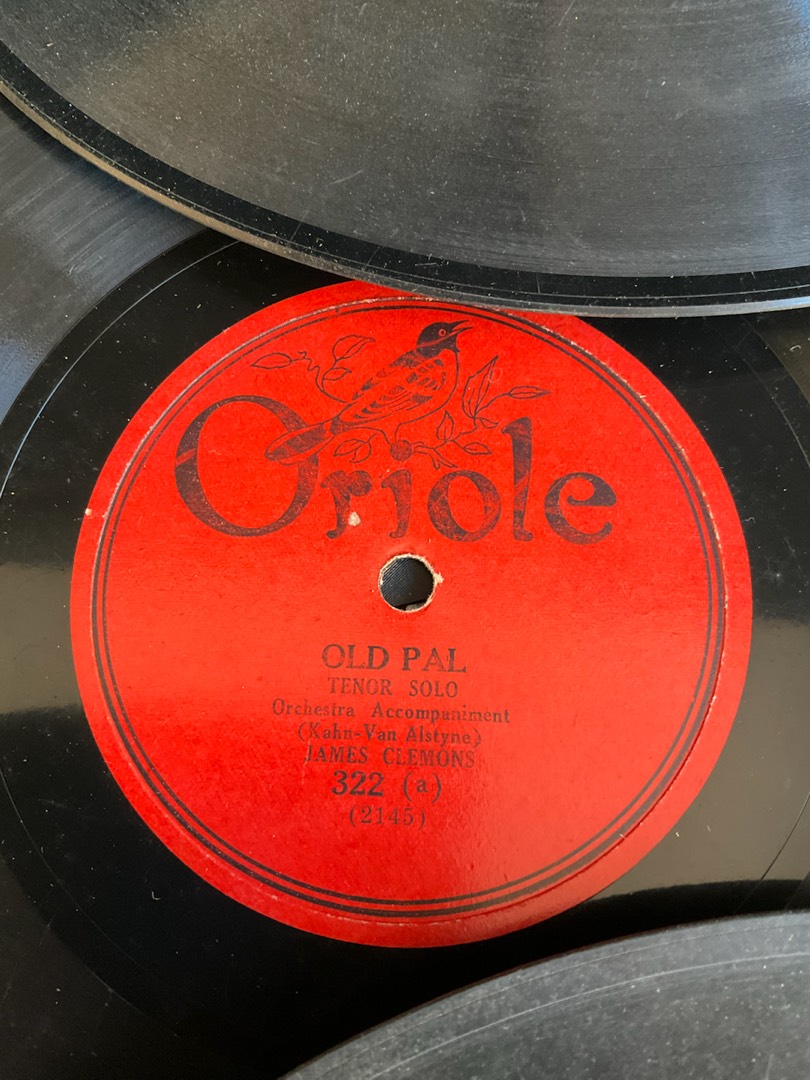 Oriole
OLD PAL
TENOR SOLO
Orchestra Accompaniment
(Kahn-Van Alstyne)
JAMES CLEMONS
322 (a)
(2145)